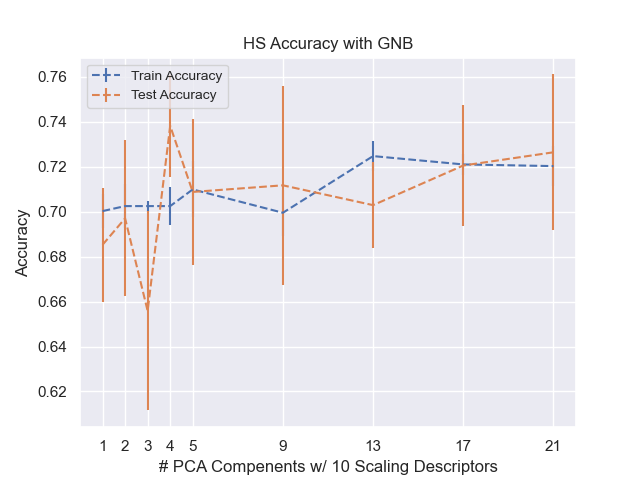 HS Accuracy with GNB
Train Accuracy
Test Accuracy
0.76
0.74
0.72
0.70
0.68
0.66
0.64
0.62
Accuracy
1 2 3 4 5 9 13 17 21
# PCA Compenents w/ 10 Scaling Descriptors